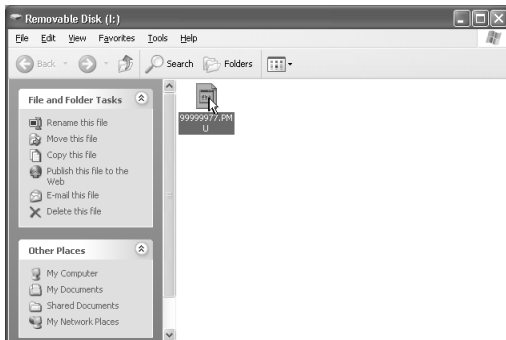 Removable Disk (I:)
File Edit View Favorites Tools Help
Back Search Folders
File and Folder Tasks
Rename this file
Move this file
Copy this file
Publish this file to the
Web
E-mail this file
Delete this file
Other Places
My Computer
My Documents
Shared Documents
My Network Places
99999977.PM
U